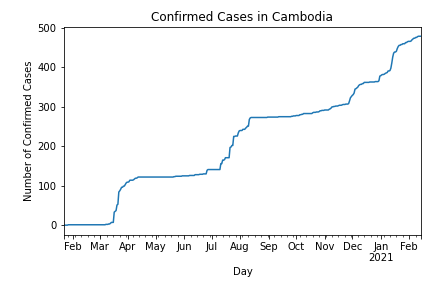 Confirmed Cases in Cambodia
500
400
300
200
100
0
Number of Confirmed Cases
Feb Mar Apr May Jun Jul Aug Sep Oct Nov Dec Jan Feb
2021
Day